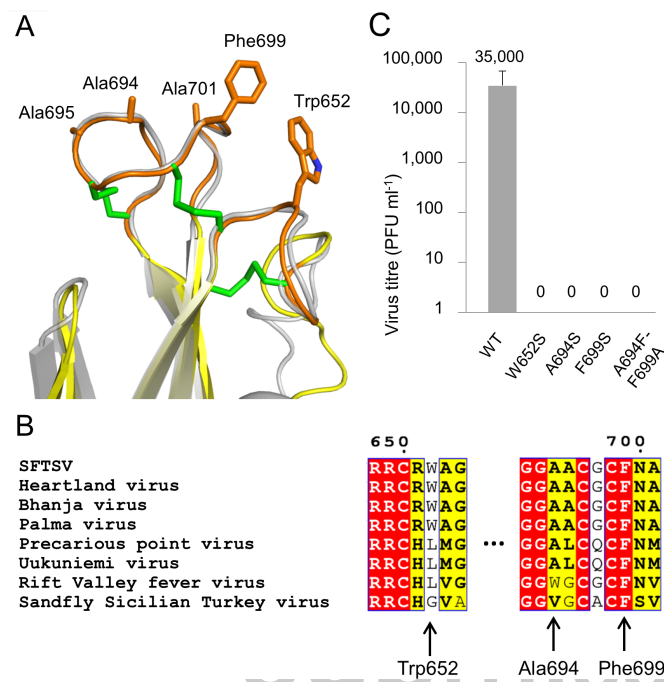 A
Phe699
Ala694
Ala701
Ala695
Trp652
C
Virus titre (PFU ml-1)
100,000
10,000
1,000
100
10
1
35,000
0 0 0 0
WT
W652S
A694S
F699S
A694F-
F699A
B
650 700
SFTSV RRCRWAG GGAACGCFNA
Heartland virus RRCRWAG GGAACGCFNA
Bhanja virus RRCRWAG GGAACGCFNA
Palma virus RRCRWAG GGAACGCFNA
Precarious point virus RRCHLMG ... GGALCQCFNM
Uukuniemi virus RRCHLMG GGALCQCFNM
Rift Valley fever virus RRCHLVG GGWGCGCFNV
Sandfly Sicilian Turkey virus RRCHGVA GGVGCACFSV
Trp652 Ala694 Phe699